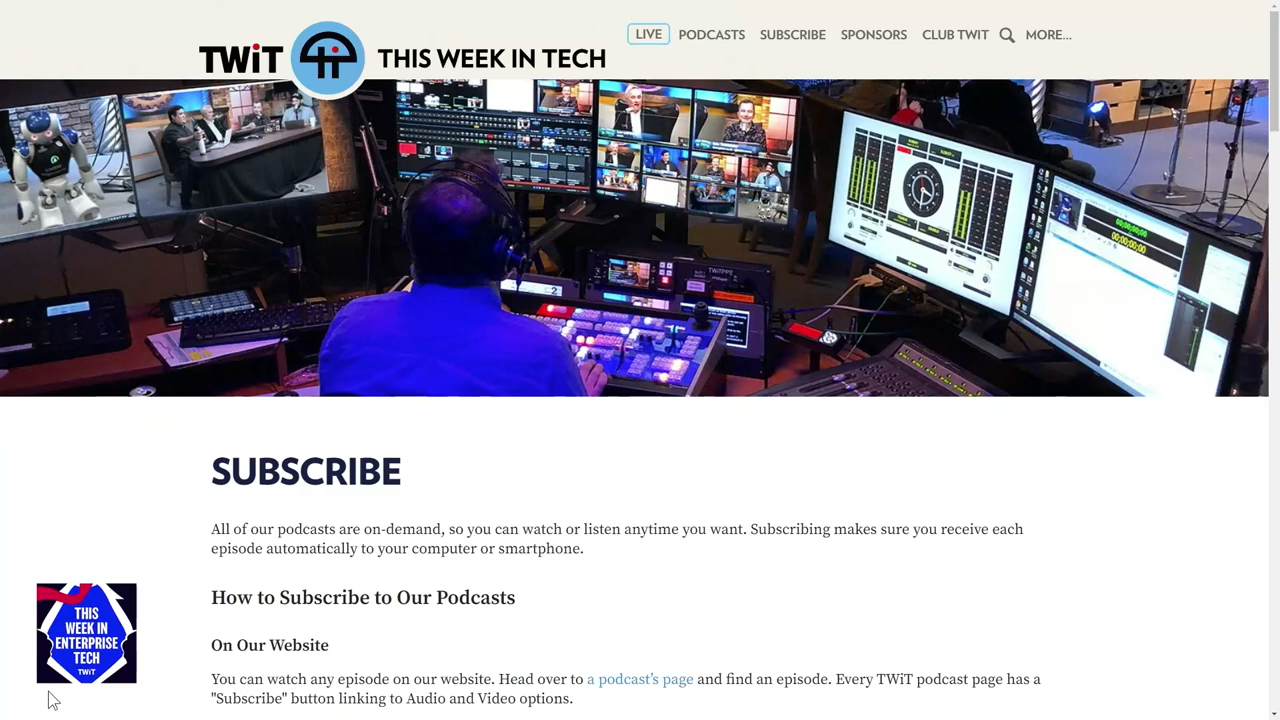 TWiT
THIS WEEK IN TECH
LIVE
PODCASTS
SUBSCRIBE
SPONSORS
CLUB TWIT
MORE...
SUBSCRIBE
All of our podcasts are on-demand, so you can watch or listen anytime you want. Subscribing makes sure you receive each
episode automatically to your computer or smartphone.
How to Subscribe to Our Podcasts
On Our Website
You can watch any episode on our website. Head over to a podcast's page and find an episode. Every TWiT podcast page has a
"Subscribe" button linking to Audio and Video options.
THIS
WEEK IN
ENTERPRISE
TECH
TWiT